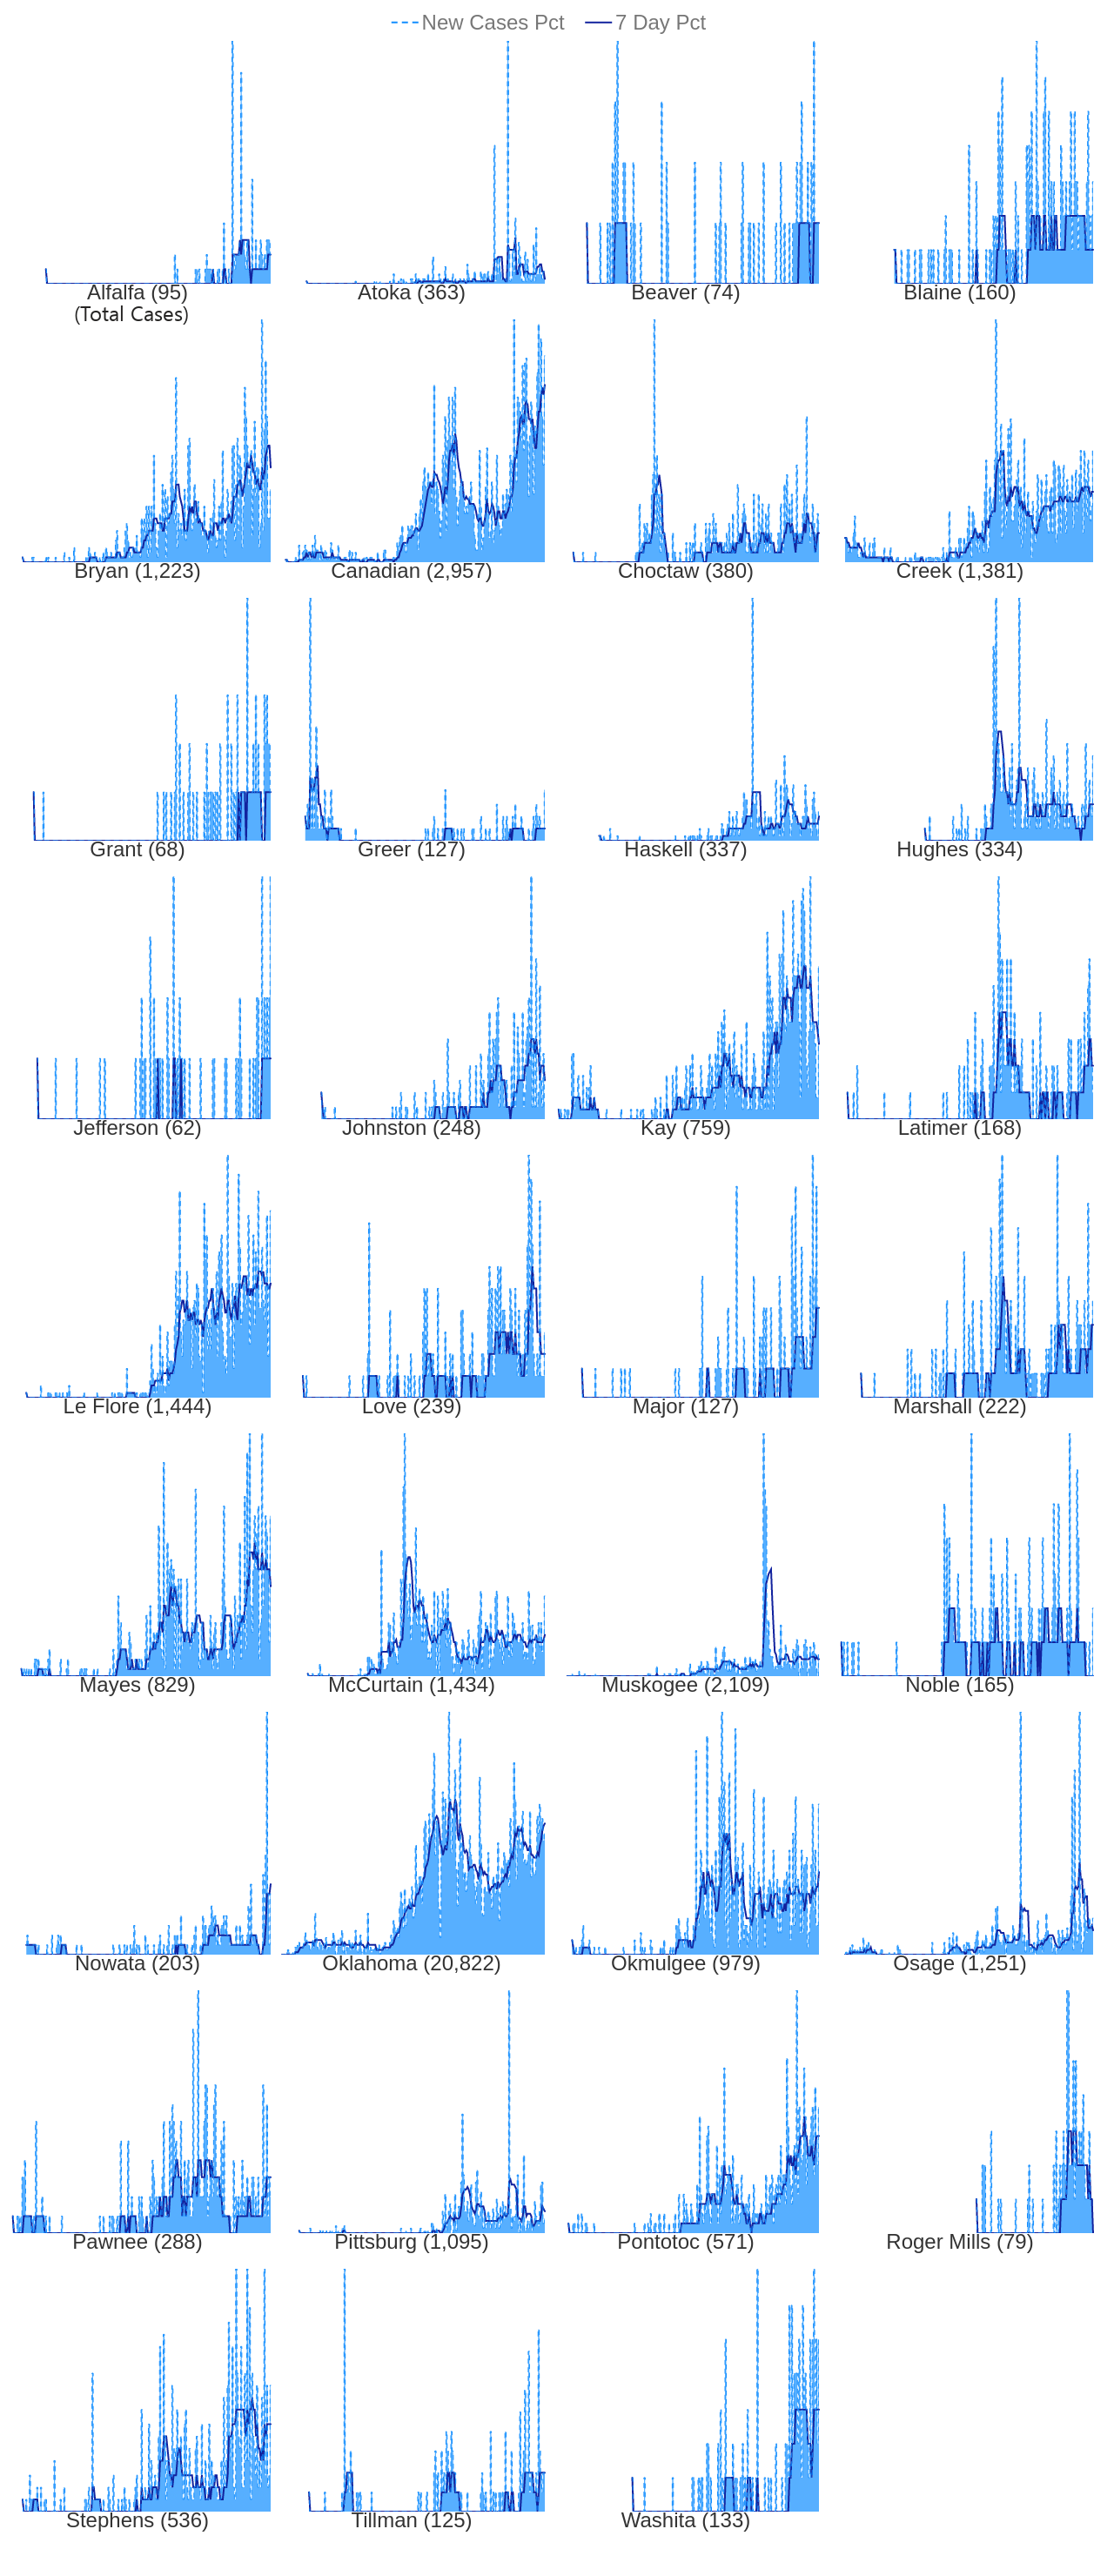 New Cases Pct 7 Day Pct
Alfalfa (95) Atoka (363) Beaver (74) Blaine (160)
(Total Cases)
Bryan (1,223) Canadian (2,957) Choctaw (380) Creek (1,381)
Grant (68) Greer (127) Haskell (337) Hughes (334)
Jefferson (62) Johnston (248) Kay (759) Latimer (168)
Le Flore (1,444) Love (239) Major (127) Marshall (222)
Mayes (829) McCurtain (1,434) Muskogee (2,109) Noble (165)
Nowata (203) Oklahoma (20,822) Okmulgee (979) Osage (1,251)
Pawnee (288) Pittsburg (1,095) Pontotoc (571) Roger Mills (79)
Stephens (536) Tillman (125) Washita (133)